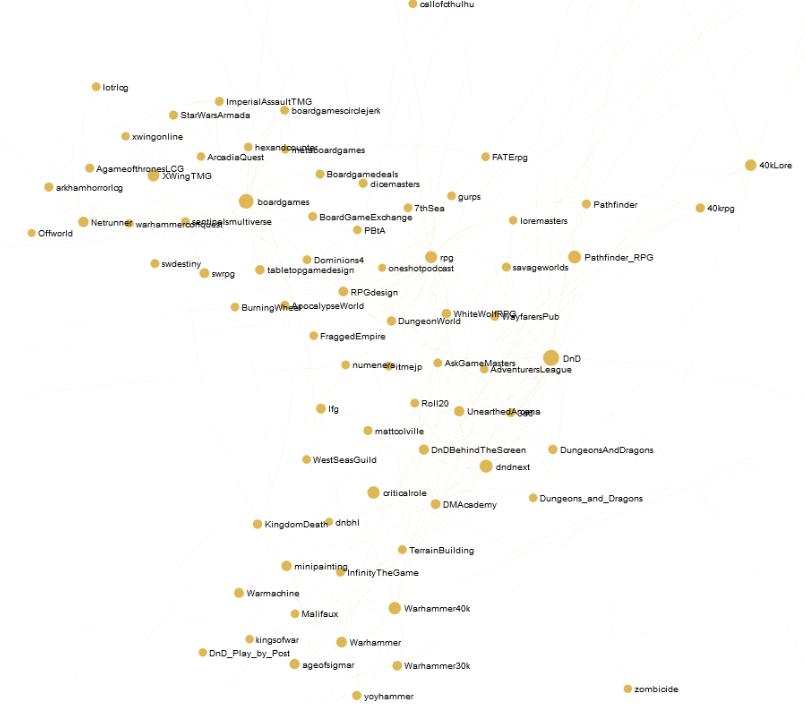 callofcthulhu
lotrlcg
ImperialAssaultTMG
boardgamescirclejerk
StarWarsArmada
xwingonline
hexandcounter
metaboardgames
ArcadiaQuest
FATErpg
40kLore
AgameofthronesLCG
XWingTMG
Boardgamedeals
dicemasters
arkhamhorrorlcg
gurps
boardgames
7thSea
Pathfinder
40krpg
BoardGameExchange
loremasters
Netrunner
warhammerconquest
sentinelsmultiverse
PBtA
Offworld
rpg
Pathfinder_RPG
Dominions4
swdestiny
swrpg
tabletopgamedesign
oneshotpodcast
savageworlds
RPGdesign
BurningWheel
ApocalypseWorld
WhiteWolfRPG
WayfarersPub
DungeonWorld
FraggedEmpire
DnD
numenera
itmejp
AskGameMasters
AdventurersLeague
lfg
Roll20
UnearthedArcana
mattcolville
DnDBehindTheScreen
DungeonsAndDragons
WestSeasGuild
dndnext
criticalrole
Dungeons_and_Dragons
DMAcademy
KingdomDeath
dnbhl
TerrainBuilding
minipainting
InfinityTheGame
Warmachine
Warhammer40k
Malifaux
kingsofwar
Warhammer
DnD_Play_by_Post
ageofsigmar
Warhammer30k
zombicide
yoyhammer